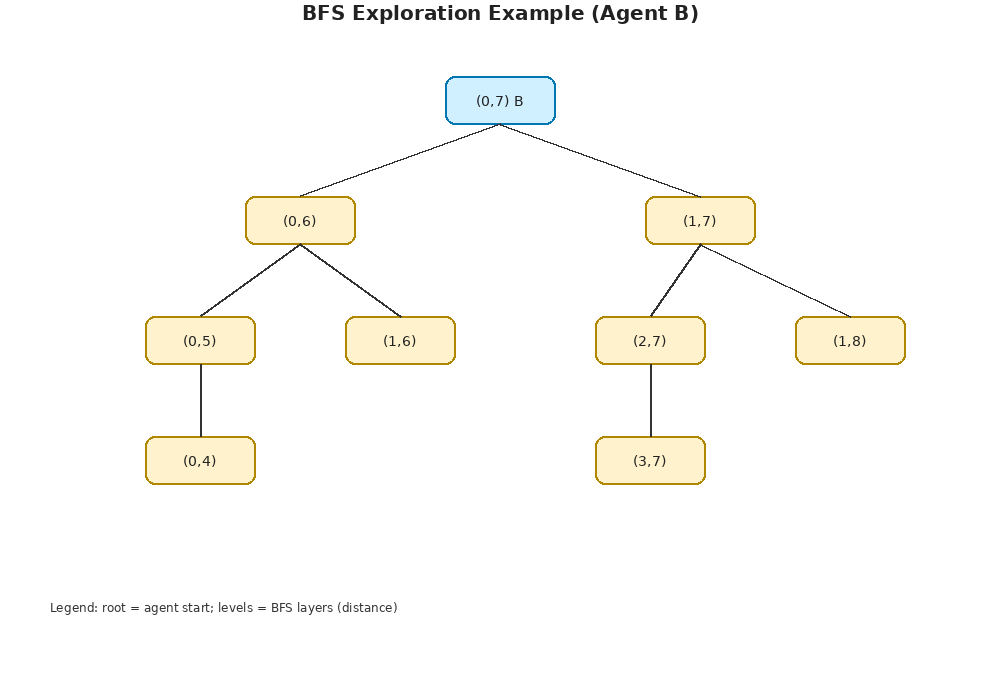 BFS Exploration Example (Agent B)
(0,7) B
(0,6)
(1,7)
(0,5)
(1,6)
(2,7)
(1,8)
(0,4)
(3,7)
Legend: root = agent start; levels = BFS layers (distance)